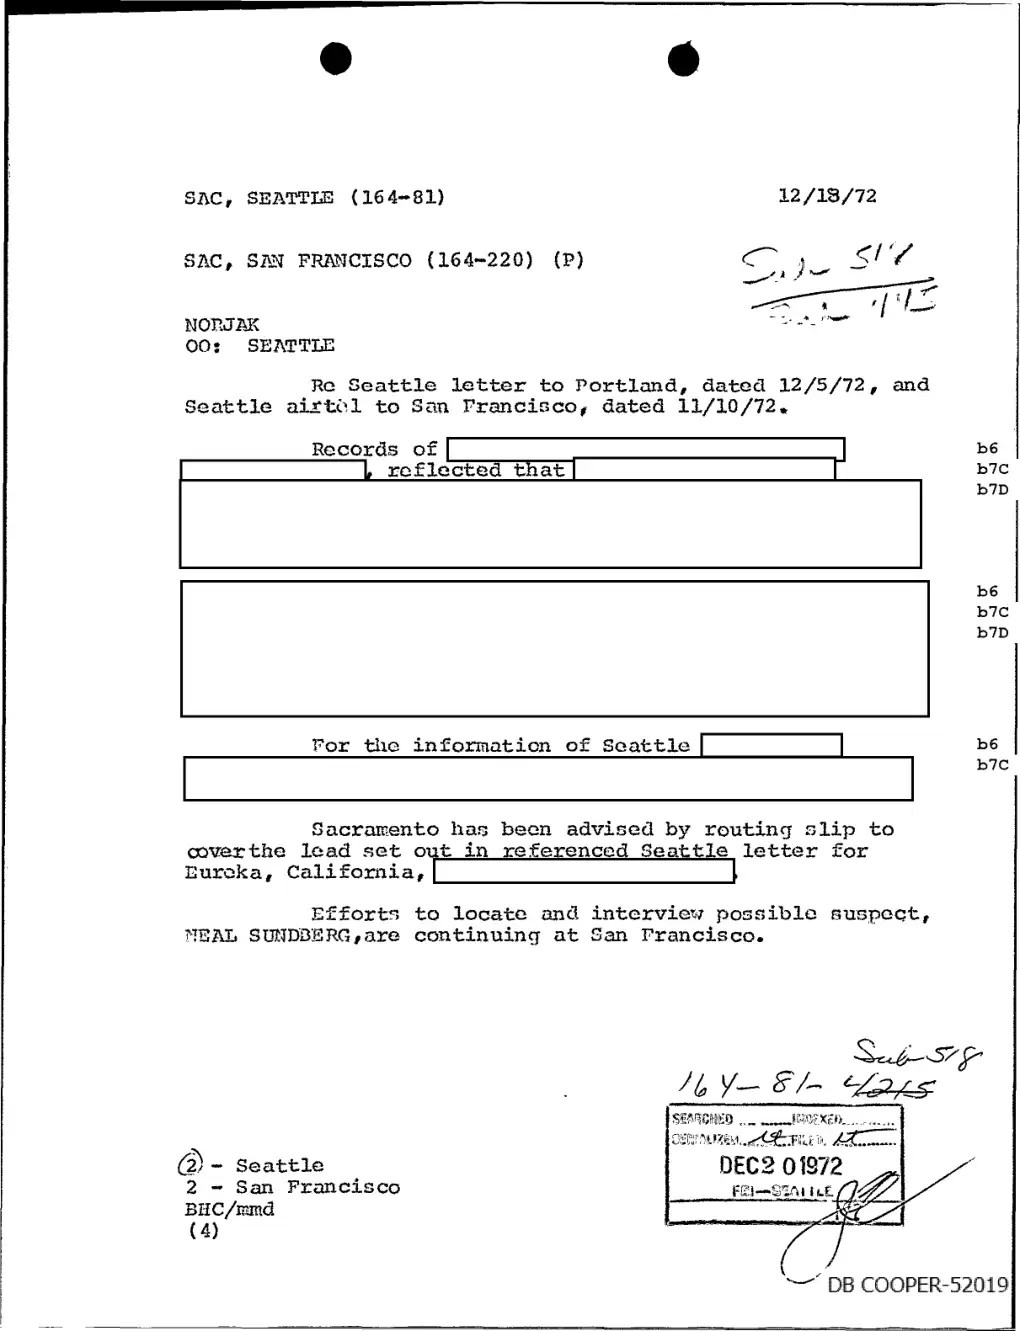 SAC, SEATTLE (164-81) 12/18/72
SAC, SAN FRANCISCO (164-220) (P)
Sub 518
NORJAK
OO: SEATTLE
Re Seattle letter to Portland, dated 12/5/72, and
Seattle airtel to San Francisco, dated 11/10/72.
Records of
b6
, reflected that
b7C
b7D
b6
b7C
b7D
For the information of Seattle
b6
b7C
Sacramento has been advised by routing slip to
cover the lead set out in referenced Seattle letter for
Eureka, California,
Efforts to locate and interview possible suspect,
NEAL SUNDBERG,are continuing at San Francisco.
Sub 518
164-81-4215
SEARCHED INDEXED
SERIALIZED FILED
DEC 20 1972
FBI-SEATTLE
2 - Seattle
2 - San Francisco
BHC/mmd
(4)
DB COOPER-52019